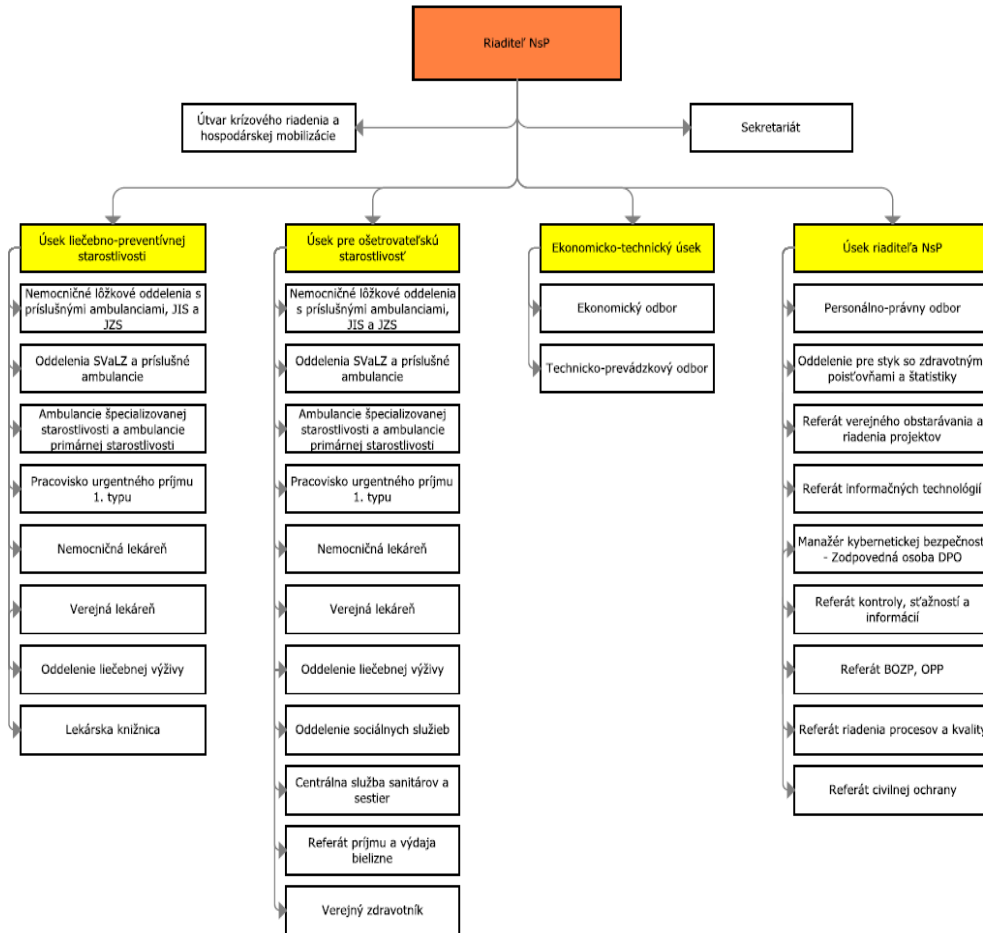 Riaditeľ NsP
Útvar krízového riadenia a
hospodárskej mobilizácie
Sekretariát
Úsek liečebno-preventívnej
starostlivosti
Nemocničné lôžkové oddelenia s
príslušnými ambulanciami, JIS a
JZS
Oddelenia SVaLZ a príslušné
ambulancie
Ambulancie špecializovanej
starostlivosti a ambulancie
primárnej starostlivosti
Pracovisko urgentného príjmu
1. typu
Nemocničná lekáreň
Verejná lekáreň
Oddelenie liečebnej výživy
Lekárska knižnica
Úsek pre ošetrovateľskú
starostlivosť
Nemocničné lôžkové oddelenia
s príslušnými ambulanciami,
JIS a JZS
Oddelenia SVaLZ a príslušné
ambulancie
Ambulancie špecializovanej
starostlivosti a ambulancie
primárnej starostlivosti
Pracovisko urgentného príjmu
1. typu
Nemocničná lekáreň
Verejná lekáreň
Oddelenie liečebnej výživy
Oddelenie sociálnych služieb
Centrálna služba sanitárov a
sestier
Referát príjmu a výdaja
bielizne
Verejný zdravotník
Ekonomicko-technický úsek
Ekonomický odbor
Technicko-prevádzkový odbor
Úsek riaditeľa NsP
Personálno-právny odbor
Oddelenie pre styk so zdravotným
poisťovňami a štatistiky
Referát verejného obstarávania a
riadenia projektov
Referát informačných technológií
Manažér kybernetickej bezpečnost
- Zodpovedná osoba DPO
Referát kontroly, sťažností a
informácií
Referát BOZP, OPP
Referát riadenia procesov a kvality
Referát civilnej ochrany